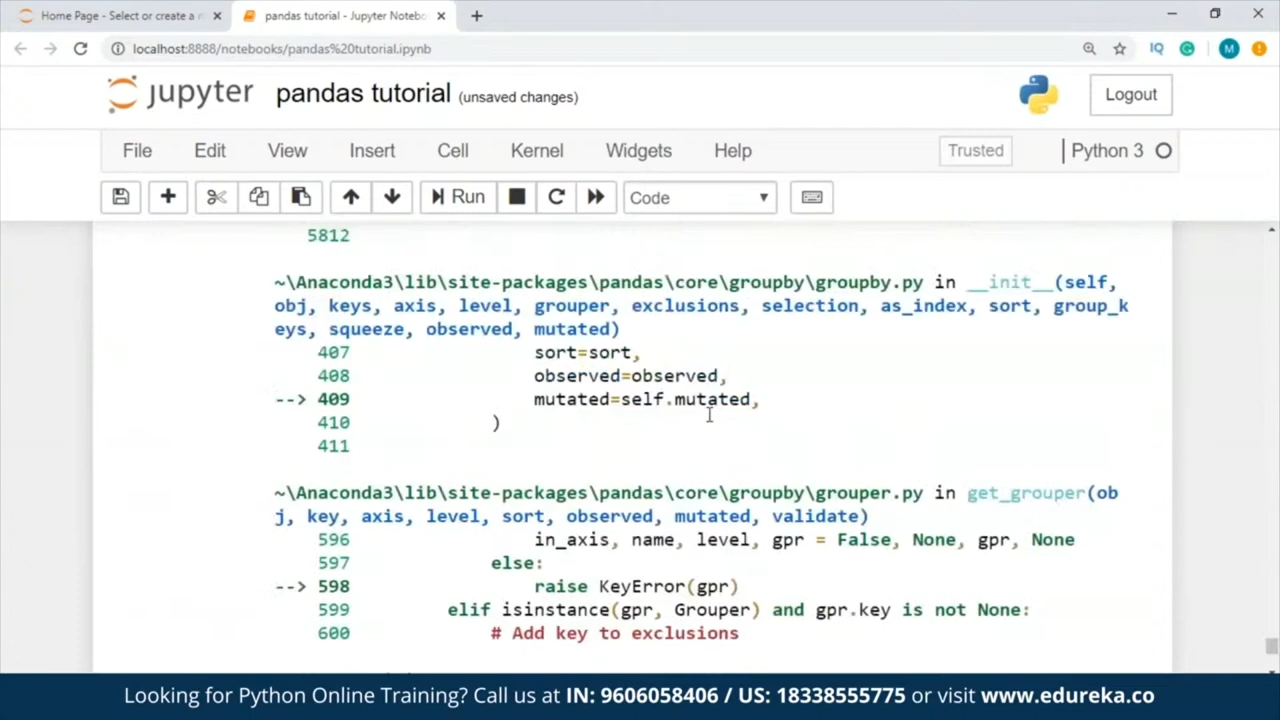 Home Page - Select or create a n
pandas tutorial - Jupyter Notebo
localhost:8888/notebooks/pandas%20tutorial.ipynb
IQ
M
jupyter pandas tutorial (unsaved changes)
Logout
File Edit View Insert Cell Kernel Widgets Help
Trusted
Python 3
Run
Code
5812
~\Anaconda3\lib\site-packages\pandas\core\groupby\groupby.py in __init__(self,
obj, keys, axis, level, grouper, exclusions, selection, as_index, sort, group_k
eys, squeeze, observed, mutated)
407 sort=sort,
408 observed=observed,
--> 409 mutated=self.mutated,
410 )
411
~\Anaconda3\lib\site-packages\pandas\core\groupby\grouper.py in get_grouper(ob
j, key, axis, level, sort, observed, mutated, validate)
596 in_axis, name, level, gpr = False, None, gpr, None
597 else:
--> 598 raise KeyError(gpr)
599 elif isinstance(gpr, Grouper) and gpr.key is not None:
600 # Add key to exclusions
Looking for Python Online Training? Call us at IN: 9606058406 / US: 18338555775 or visit www.edureka.co